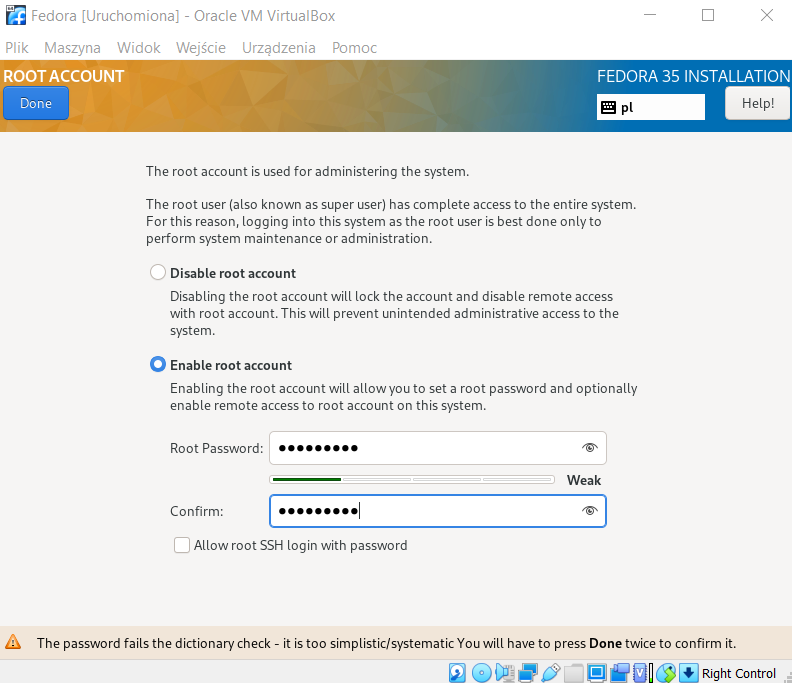 Fedora [Uruchomiona] - Oracle VM VirtualBox
Plik Maszyna Widok Wejście Urządzenia Pomoc
ROOT ACCOUNT
FEDORA 35 INSTALLATION
Done
pl
Help!
The root account is used for administering the system.
The root user (also known as super user) has complete access to the entire system.
For this reason, logging into this system as the root user is best done only to
perform system maintenance or administration.
Disable root account
Disabling the root account will lock the account and disable remote access
with root account. This will prevent unintended administrative access to the
system.
Enable root account
Enabling the root account will allow you to set a root password and optionally
enable remote access to root account on this system.
Root Password: ●●●●●●●●●
Weak
Confirm: ●●●●●●●●●
Allow root SSH login with password
The password fails the dictionary check - it is too simplistic/systematic You will have to press Done twice to confirm it.
Right Control